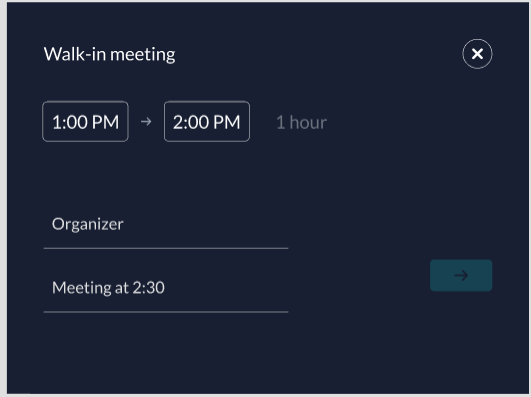 Walk-in meeting
1:00 PM → 2:00 PM 1 hour
Organizer
Meeting at 2:30